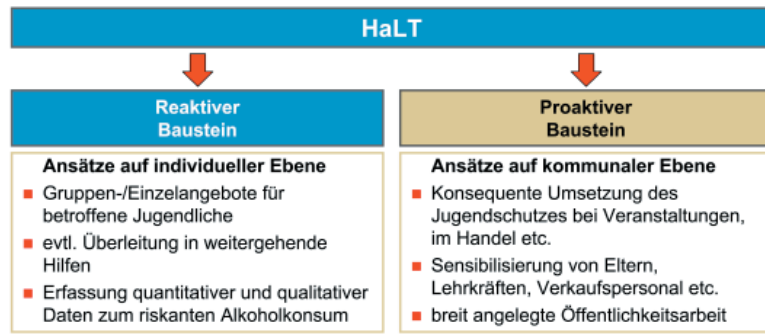 HaLT
Reaktiver
Baustein
Ansätze auf individueller Ebene
Gruppen-/Einzelangebote für
betroffene Jugendliche
evtl. Überleitung in weitergehende
Hilfen
Erfassung quantitativer und qualitativer
Daten zum riskanten Alkoholkonsum
Proaktiver
Baustein
Ansätze auf kommunaler Ebene
Konsequente Umsetzung des
Jugendschutzes bei Veranstaltungen,
im Handel etc.
Sensibilisierung von Eltern,
Lehrkräften, Verkaufspersonal etc.
breit angelegte Öffentlichkeitsarbeit